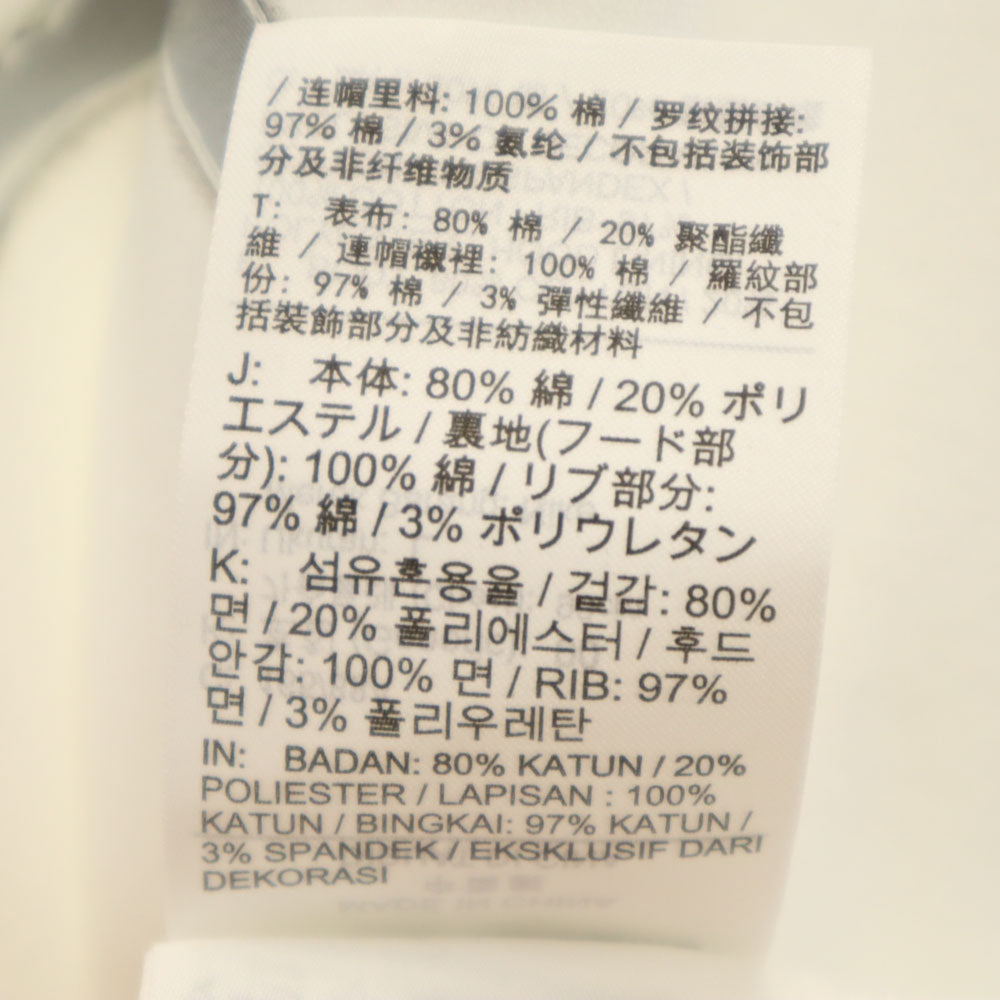 / 连帽里料: 100% 棉 / 罗纹拼接:
97% 棉 / 3% 氨纶 / 不包括装饰部
分及非纤维物质
T: 表布: 80% 棉 / 20% 聚酯纖
維 / 連帽襯裡: 100% 棉 / 羅紋部
份: 97% 棉 / 3% 彈性纖維 / 不包
括裝飾部分及非紡織材料
J: 本体: 80% 綿 / 20% ポリ
エステル / 裏地(フード部
分): 100% 綿 / リブ部分:
97% 綿 / 3% ポリウレタン
K: 섬유혼용율 / 겉감: 80%
면 / 20% 폴리에스터 / 후드
안감: 100% 면 / RIB: 97%
면 / 3% 폴리우레탄
IN: BADAN: 80% KATUN / 20%
POLIESTER / LAPISAN : 100%
KATUN / BINGKAI: 97% KATUN /
3% SPANDEK / EKSKLUSIF DARI
DEKORASI